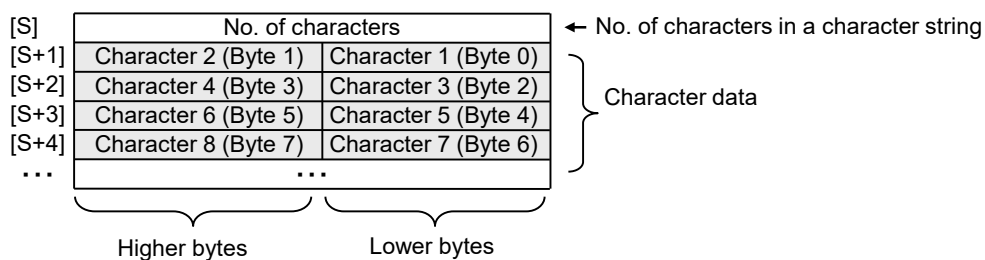 [S] No. of characters ← No. of characters in a character string
[S+1] Character 2 (Byte 1) Character 1 (Byte 0)
[S+2] Character 4 (Byte 3) Character 3 (Byte 2)
Character data
[S+3] Character 6 (Byte 5) Character 5 (Byte 4)
[S+4] Character 8 (Byte 7) Character 7 (Byte 6)
... ...
Higher bytes Lower bytes